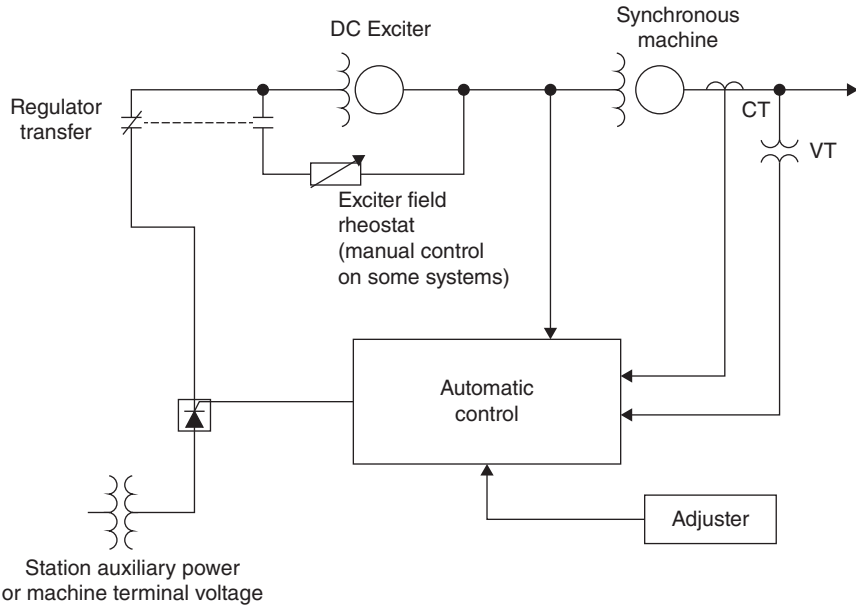 DC Exciter
Synchronous
machine
Regulator
transfer
CT
VT
Exciter field
rheostat
(manual control
on some systems)
Automatic
control
Adjuster
Station auxiliary power
or machine terminal voltage